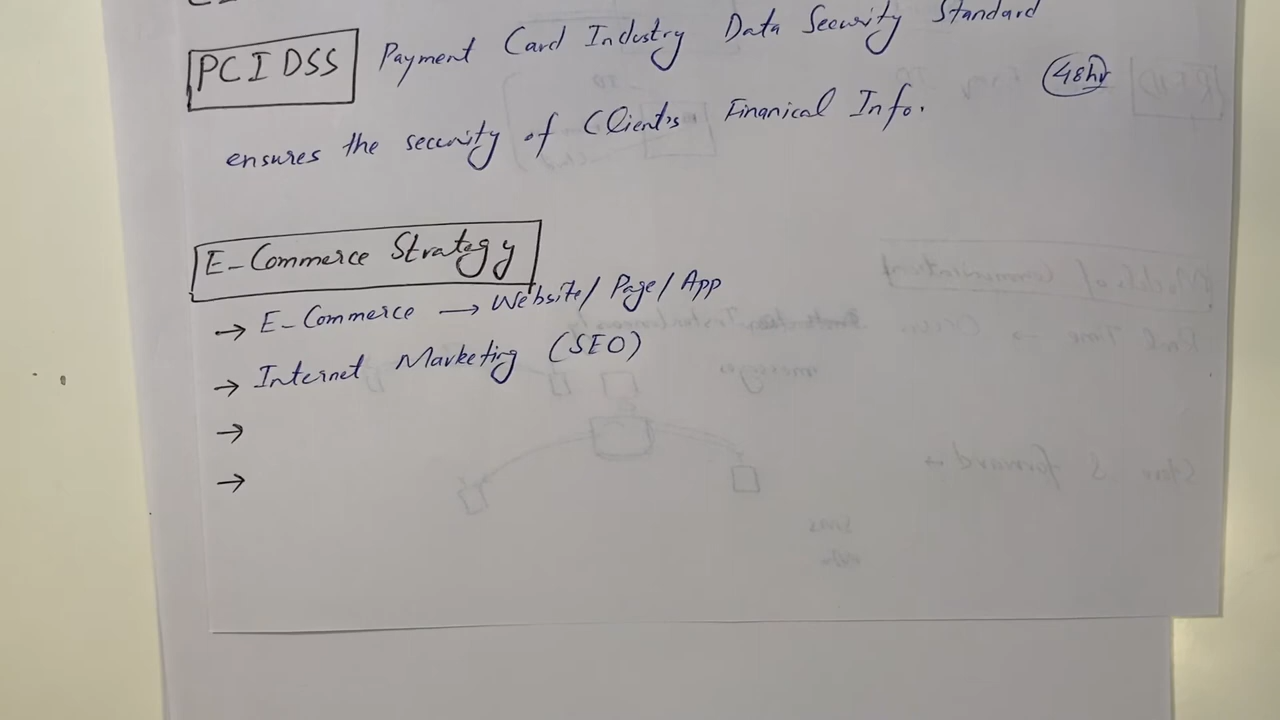 PCI DSS Payment Card Industry Data Security Standard
48hr
ensures the security of Client's Finanical Info.
E-Commerce Strategy
→ E-Commerce → Website/ Page/ App
→ Internet Marketing (SEO)
→
→